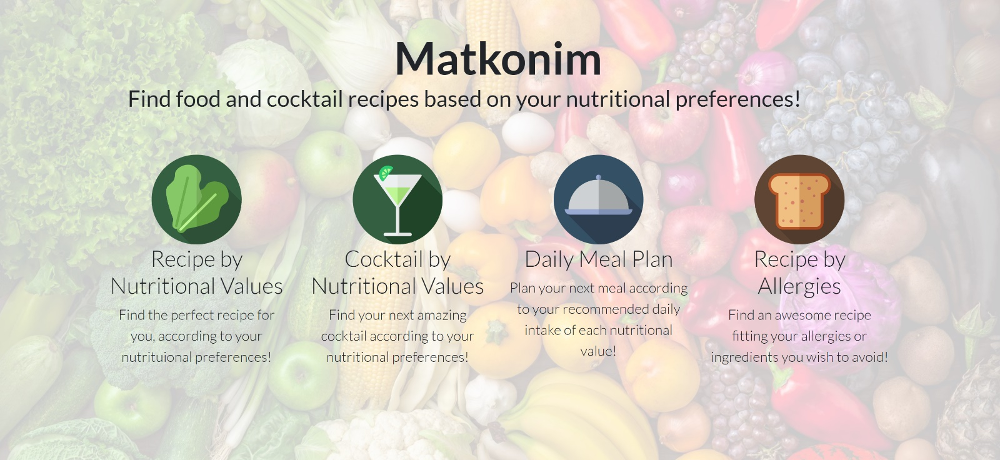 Matkonim
Find food and cocktail recipes based on your nutritional preferences!
Recipe by
Nutritional Values
Find the perfect recipe for
you, according to your
nutrituional preferences!
Cocktail by
Nutritional Values
Find your next amazing
cocktail according to your
nutritional preferences!
Daily Meal Plan
Plan your next meal according
to your recommended daily
intake of each nutritional
value!
Recipe by
Allergies
Find an awesome recipe
fitting your allergies or
ingredients you wish to avoid!